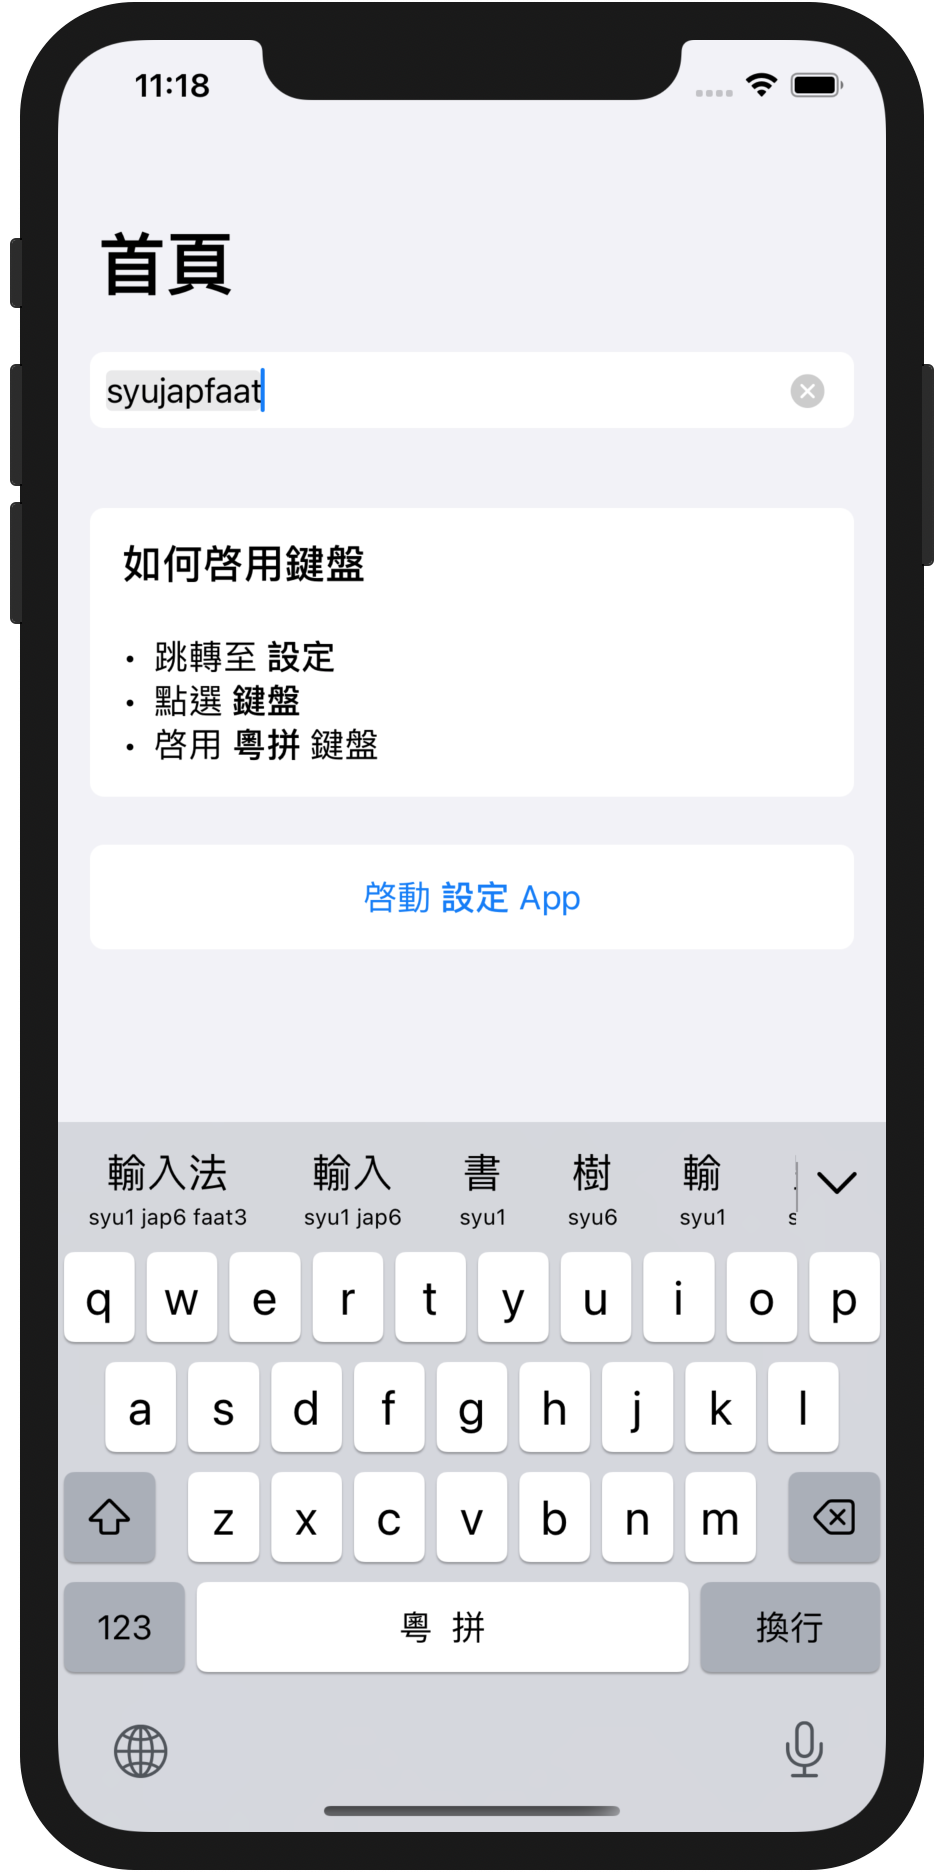 11:18
首頁
syujapfaat
如何啓用鍵盤
• 跳轉至 設定
• 點選 鍵盤
• 啓用 粵拼 鍵盤
啓動 設定 App
輸入法 輸入 書 樹 輸
syu1 jap6 faat3 syu1 jap6 syu1 syu6 syu1 s
q w e r t y u i o p
a s d f g h j k l
z x c v b n m
123 粵 拼 換行